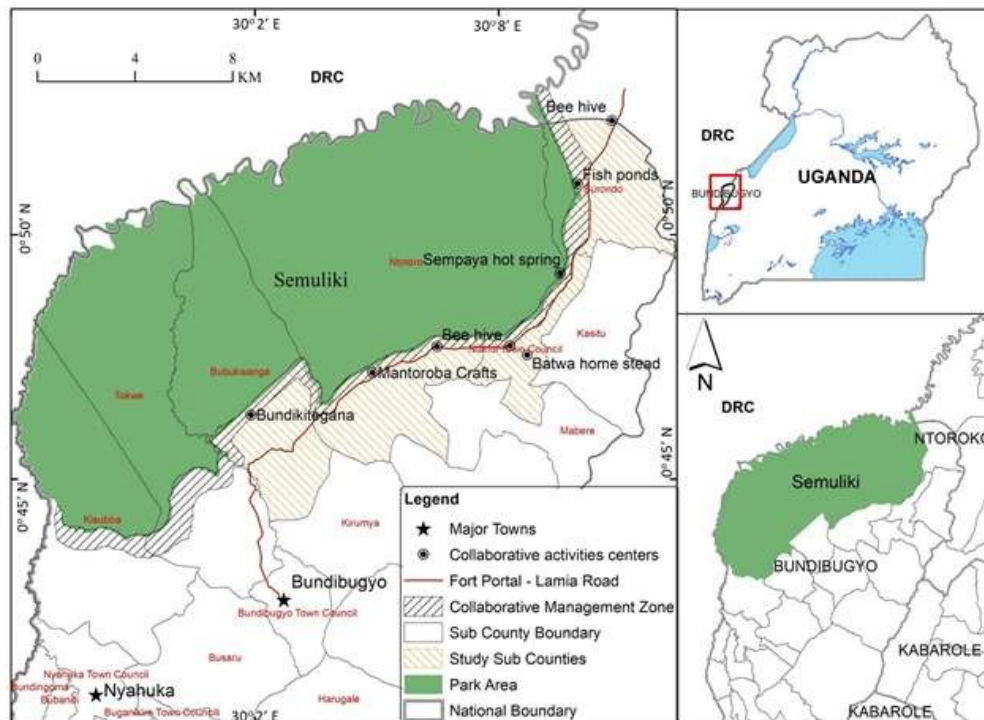 30°2' E
30°8' E
0
4
8
KM
DRC
Bee hive
Fish ponds
0°50' N
0°50' N
Sempaya hot spring
Semuliki
Bee hive
Kasitu
Batwa home stead
Bubukwanga
Mantoroba Crafts
Tokwe
Bundikitegana
Mabere
0°45' N
0°45' N
Kirumya
Bundibugyo
Bundibugyo Town Council
Busaru
Nyahuka Town Council
Nyahuka
Bubandi
Harugale
30°2' E
Legend
Major Towns
Collaborative activities centers
Fort Portal - Lamia Road
Collaborative Management Zone
Sub County Boundary
Study Sub Counties
Park Area
National Boundary
DRC
UGANDA
BUNDIBUGYO
N
DRC
NTOROKO
Semuliki
BUNDIBUGYO
KABAROLE
KABAROLE